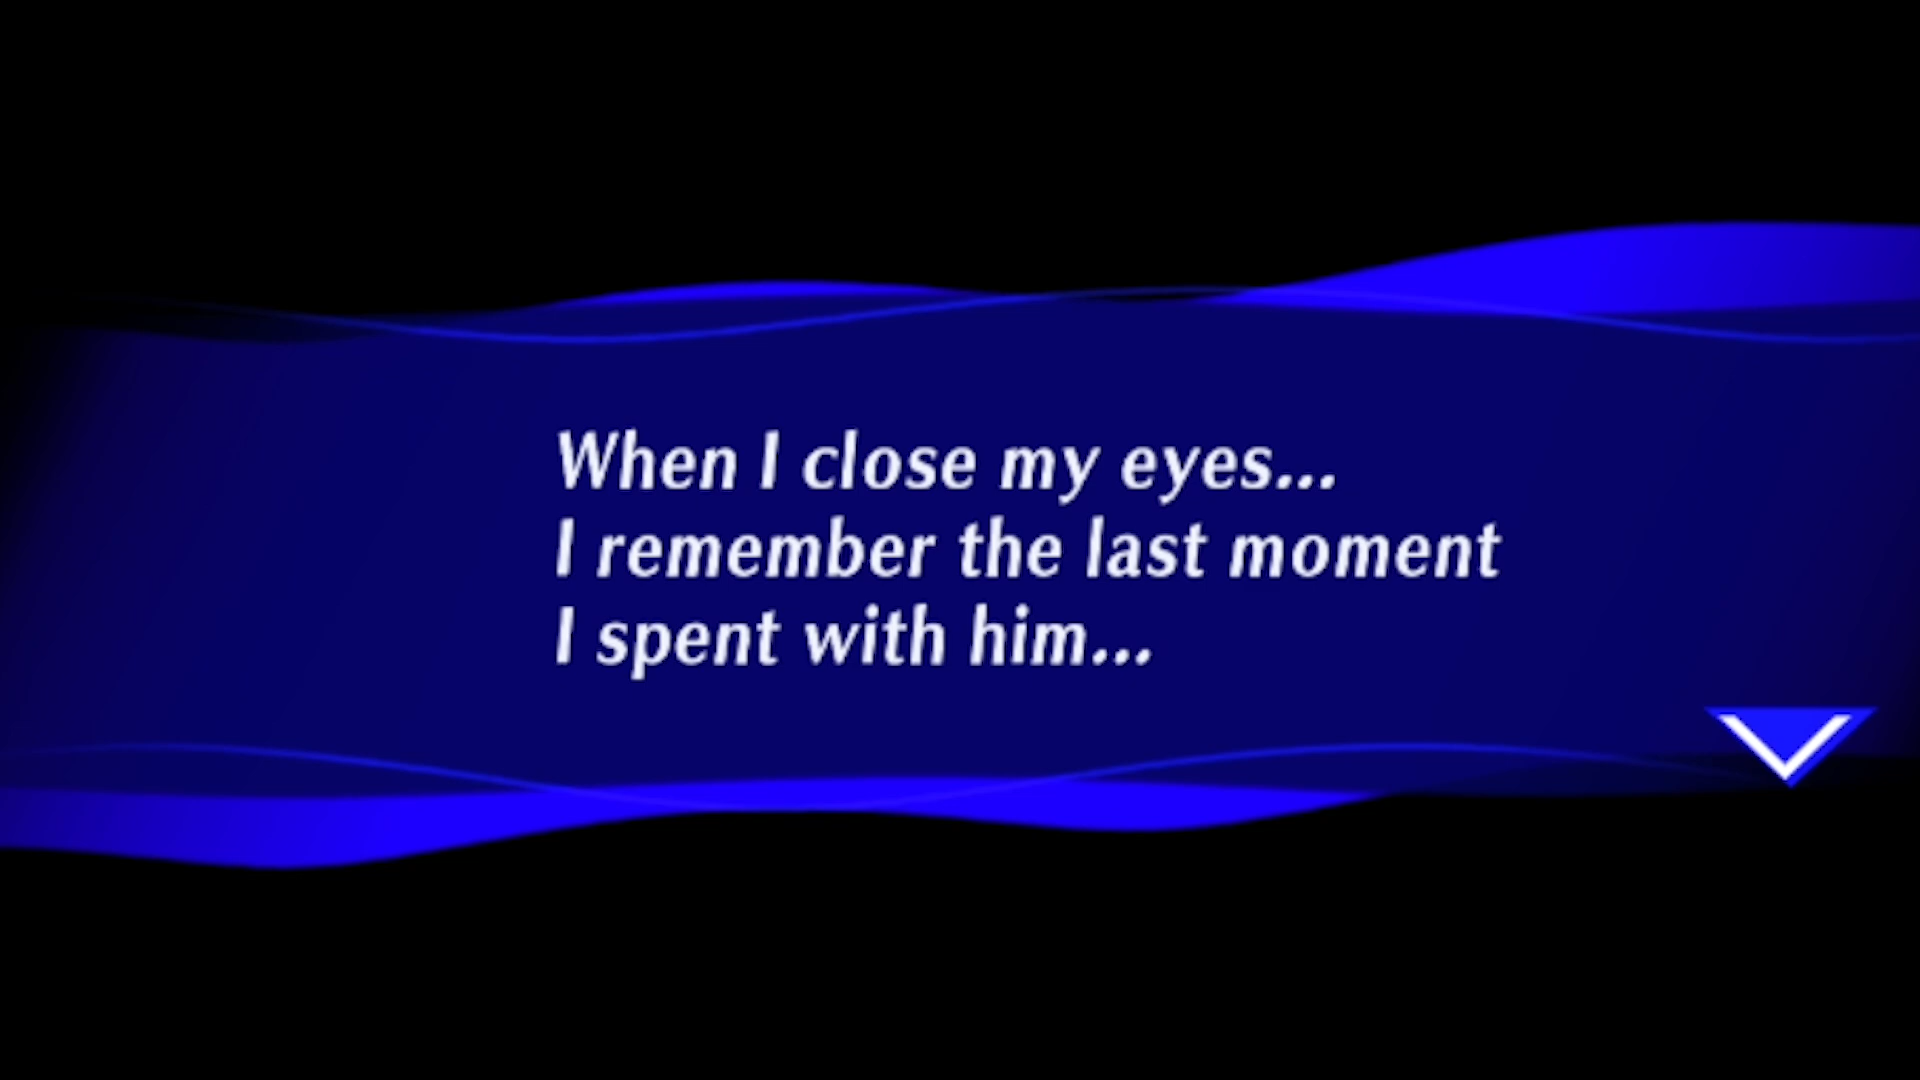 When I close my eyes...
I remember the last moment
I spent with him...